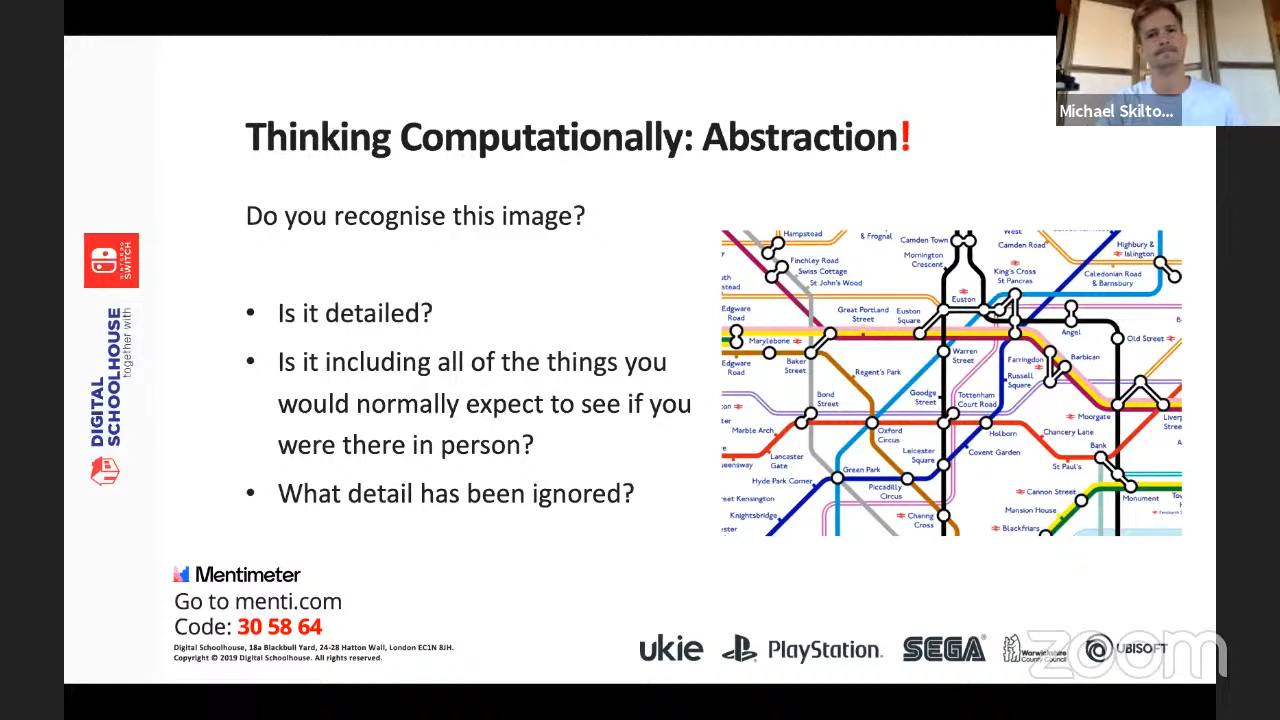 Michael Skilto...
Thinking Computationally: Abstraction!
Do you recognise this image?
• Is it detailed?
• Is it including all of the things you
would normally expect to see if you
were there in person?
• What detail has been ignored?
NINTENDO
SWITCH
together with
DIGITAL
SCHOOLHOUSE
Hampstead
& Frognal
Camden Town
West
Camden Road
Highbury &
Islington
Finchley Road
Swiss Cottage
St John's Wood
Mornington
Crescent
King's Cross
St Pancras
Caledonian Road
& Barnsbury
Edgware
Road
Great Portland
Street
Euston
Square
Euston
Angel
Old Street
Marylebone
Baker
Street
Warren
Street
Farringdon
Barbican
Edgware
Road
Regent's Park
Russell
Square
Bond
Street
Goodge
Street
Tottenham
Court Road
Moorgate
Marble Arch
Oxford
Circus
Holborn
Chancery Lane
Bank
Lancaster
Gate
Leicester
Square
Covent Garden
St Paul's
Hyde Park Corner
Green Park
Piccadilly
Circus
Cannon Street
Monument
Knightsbridge
Charing
Cross
Mansion House
Blackfriars
Mentimeter
Go to menti.com
Code: 30 58 64
Digital Schoolhouse, 18a Blackbull Yard, 24-28 Hatton Wall, London EC1N 8JH.
Copyright © 2019 Digital Schoolhouse. All rights reserved.
ukie
PlayStation®
SEGA®
Warwickshire
County Council
UBISOFT
zoom